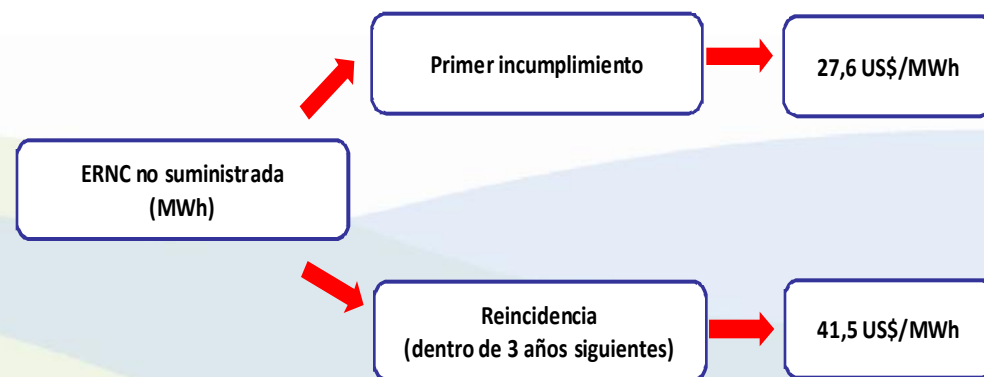 Primer incumplimiento
27,6 US$/MWh
ERNC no suministrada
(MWh)
Reincidencia
(dentro de 3 años siguientes)
41,5 US$/MWh